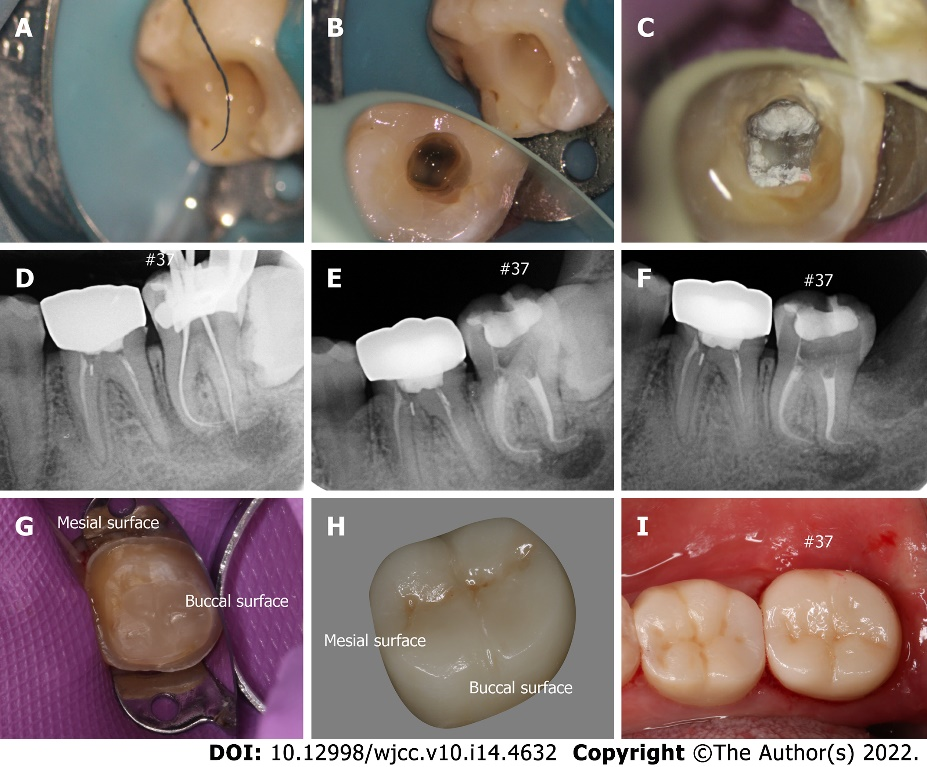 A
B
C
D
#37
E
#37
F
#37
G
Mesial surface
Buccal surface
H
Mesial surface
Buccal surface
I
#37
DOI: 10.12998/wjcc.v10.i14.4632 Copyright ©The Author(s) 2022.